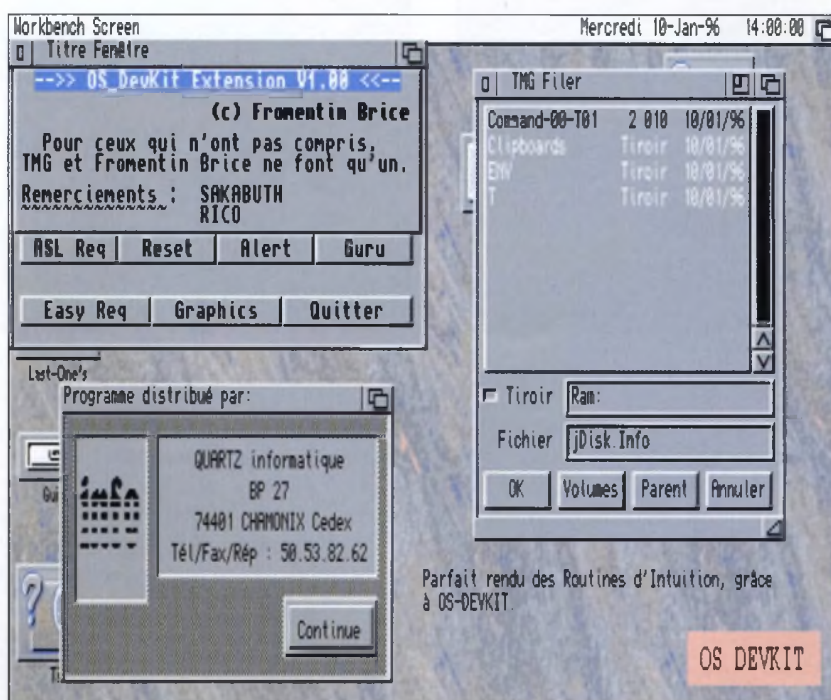 Workbench Screen
Mercredi 10-Jan-96 14:00:00
Titre Fenêtre
-->> OS_DevKit Extension V1.00 <<--
(c) Fromentin Brice
Pour ceux qui n'ont pas compris,
TMG et Fromentin Brice ne font qu'un.
Remerciements : SAKABUTH
RICO
ASL Req
Reset
Alert
Guru
Easy Req
Graphics
Quitter
TMG Filer
Command-00-T01 2 010 10/01/96
Clipboards Tiroir 10/01/96
ENV Tiroir 10/01/96
T Tiroir 10/01/96
Tiroir Ram:
Fichier jDisk.Info
OK
Volumes
Parent
Annuler
Last-One's
Programme distribué par:
info
QUARTZ informatique
BP 27
74401 CHAMONIX Cedex
Tél/Fax/Rép : 50.53.82.62
Continue
Parfait rendu des Routines d'Intuition, grâce
à OS-DEVKIT.
OS DEVKIT